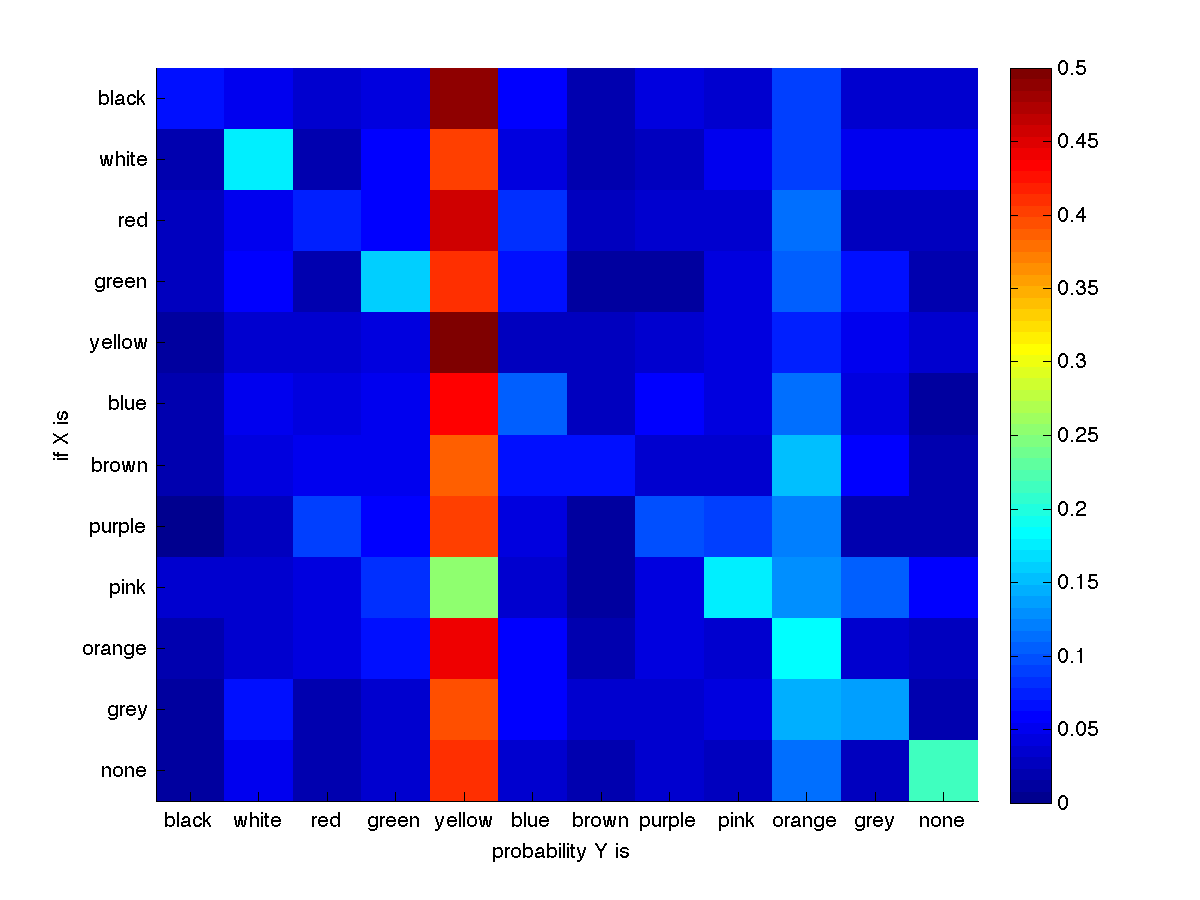 if X is
black
white
red
green
yellow
blue
brown
purple
pink
orange
grey
none
black white red green yellow blue brown purple pink orange grey none
probability Y is
0.5
0.45
0.4
0.35
0.3
0.25
0.2
0.15
0.1
0.05
0